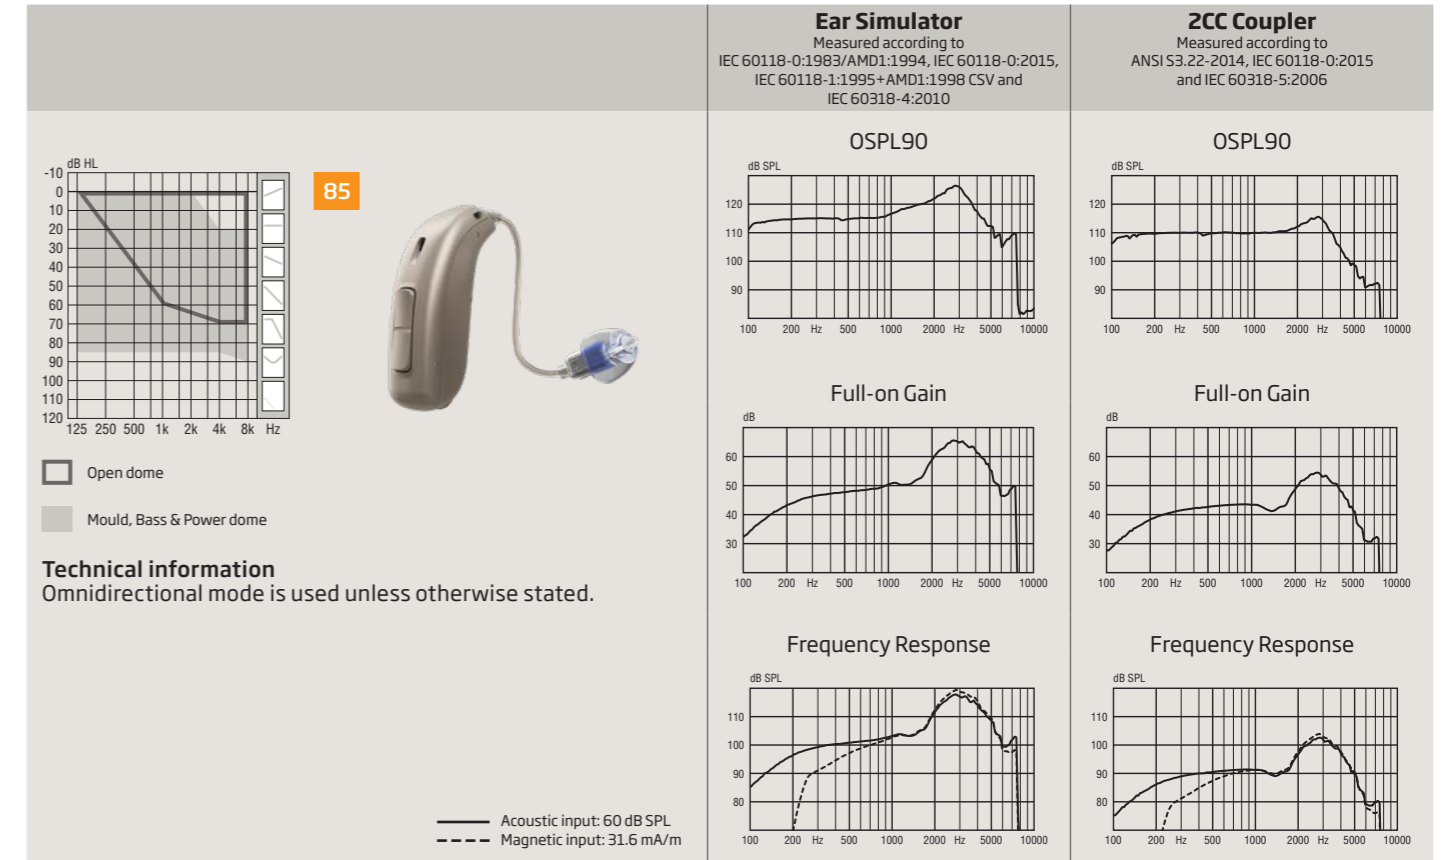 Ear Simulator
Measured according to
IEC 60118-0:1983/AMD1:1994, IEC 60118-0:2015,
IEC 60118-1:1995+AMD1:1998 CSV and
IEC 60318-4:2010
2CC Coupler
Measured according to
ANSI S3.22-2014, IEC 60118-0:2015
and IEC 60318-5:2006
dB HL
-10
0
10
20
30
40
50
60
70
80
90
100
110
120
125 250 500 1k 2k 4k 8k Hz
85
Open dome
Mould, Bass & Power dome
Technical information
Omnidirectional mode is used unless otherwise stated.
Acoustic input: 60 dB SPL
Magnetic input: 31.6 mA/m
OSPL90
dB SPL
120
110
100
90
100 200 Hz 500 1000 2000 Hz 5000 10000
Full-on Gain
dB
60
50
40
30
100 200 Hz 500 1000 2000 Hz 5000 10000
Frequency Response
dB SPL
110
100
90
80
100 200 Hz 500 1000 2000 Hz 5000 10000
OSPL90
dB SPL
120
110
100
90
100 200 Hz 500 1000 2000 Hz 5000 10000
Full-on Gain
dB
60
50
40
30
100 200 Hz 500 1000 2000 Hz 5000 10000
Frequency Response
dB SPL
110
100
90
80
100 200 Hz 500 1000 2000 Hz 5000 10000